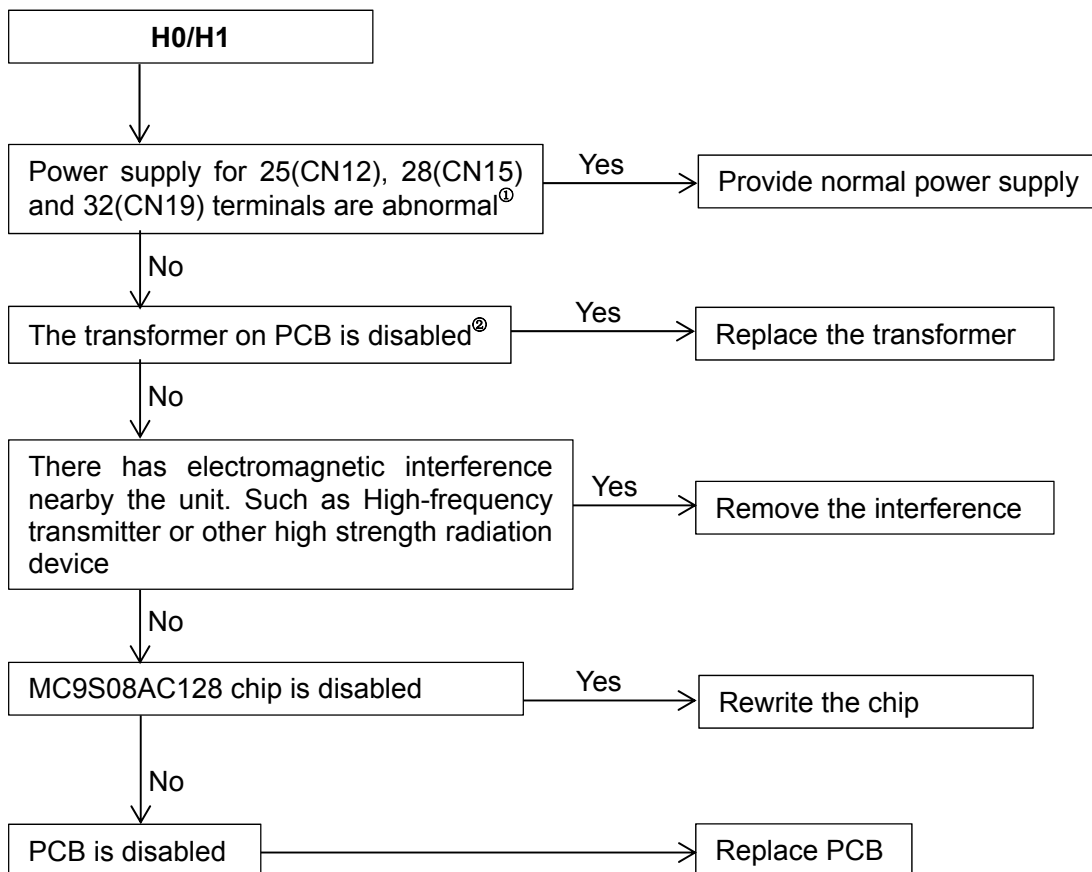 H0/H1
Power supply for 25(CN12), 28(CN15)
and 32(CN19) terminals are abnormal①
Yes
Provide normal power supply
No
The transformer on PCB is disabled②
Yes
Replace the transformer
No
There has electromagnetic interference
nearby the unit. Such as High-frequency
transmitter or other high strength radiation
device
Yes
Remove the interference
No
MC9S08AC128 chip is disabled
Yes
Rewrite the chip
No
PCB is disabled
Replace PCB